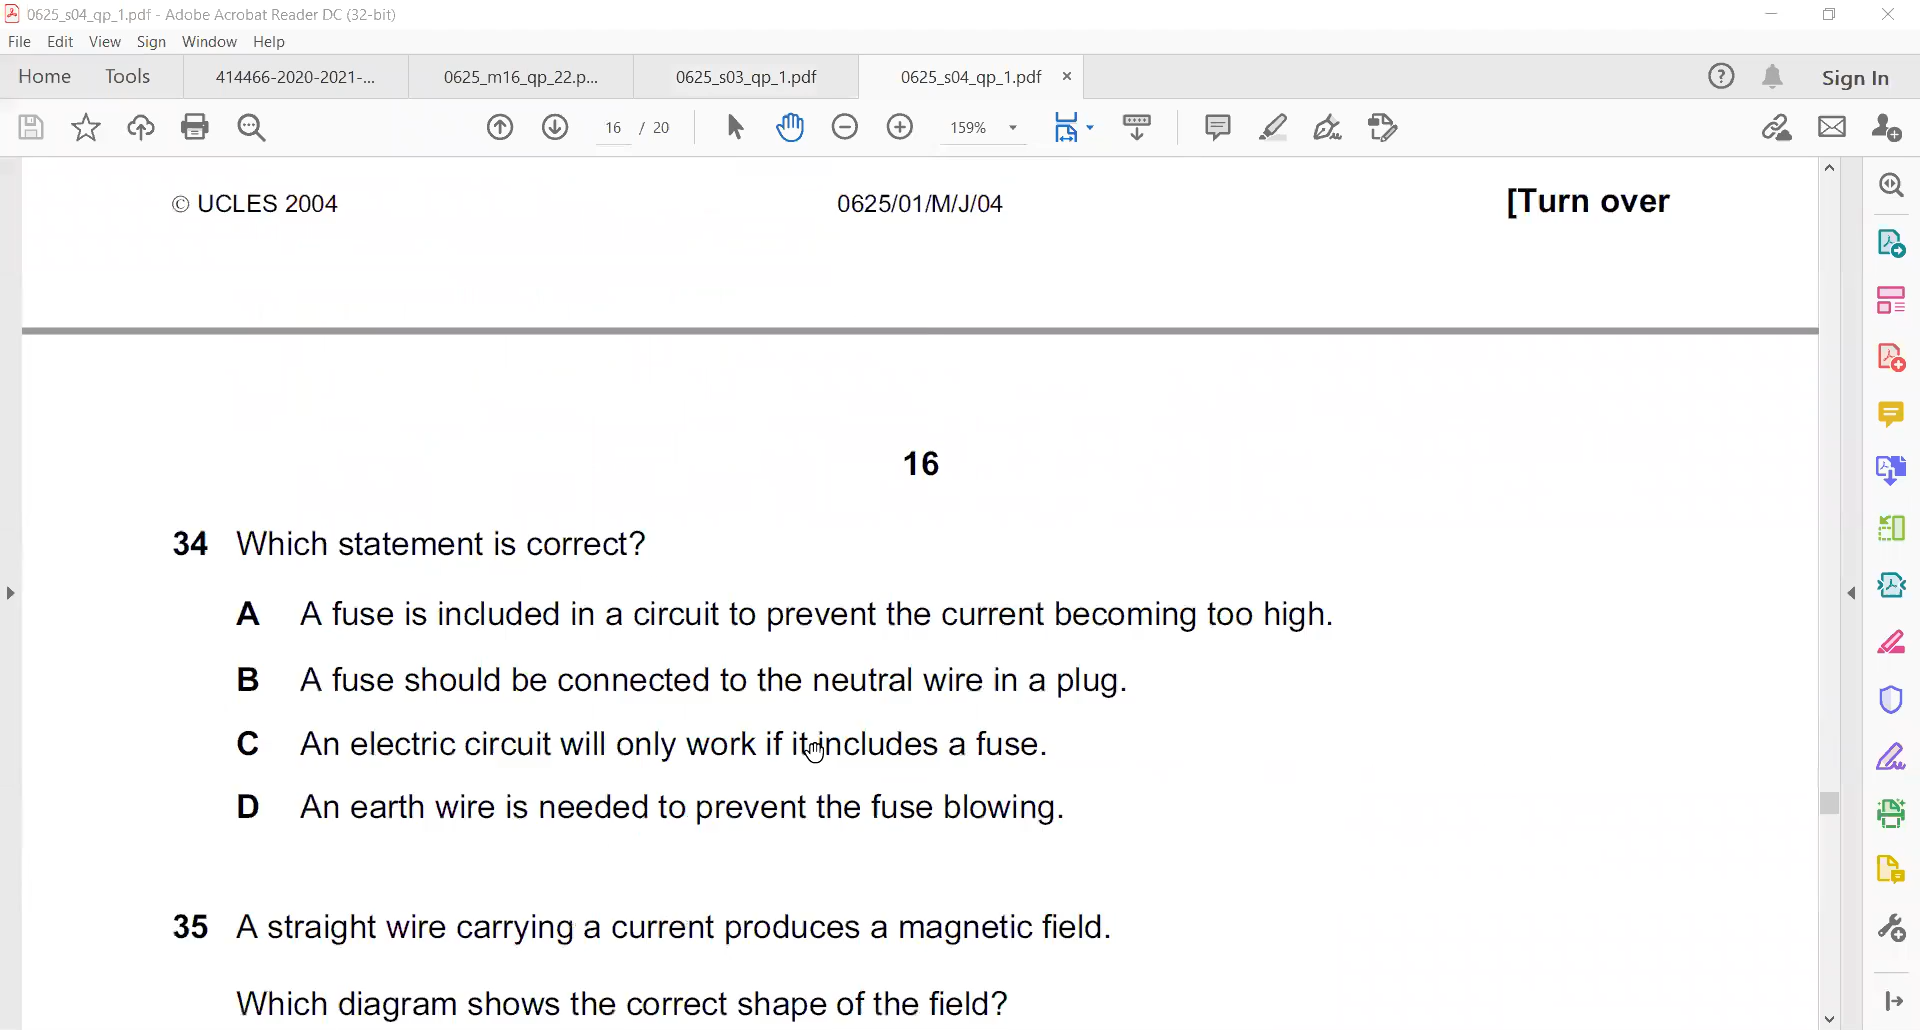 0625_s04_qp_1.pdf - Adobe Acrobat Reader DC (32-bit)
File Edit View Sign Window Help
Home Tools 414466-2020-2021-... 0625_m16_qp_22.p... 0625_s03_qp_1.pdf 0625_s04_qp_1.pdf × Sign In
16 / 20 159%
© UCLES 2004 0625/01/M/J/04 [Turn over
16
34 Which statement is correct?
A A fuse is included in a circuit to prevent the current becoming too high.
B A fuse should be connected to the neutral wire in a plug.
C An electric circuit will only work if it includes a fuse.
D An earth wire is needed to prevent the fuse blowing.
35 A straight wire carrying a current produces a magnetic field.
Which diagram shows the correct shape of the field?